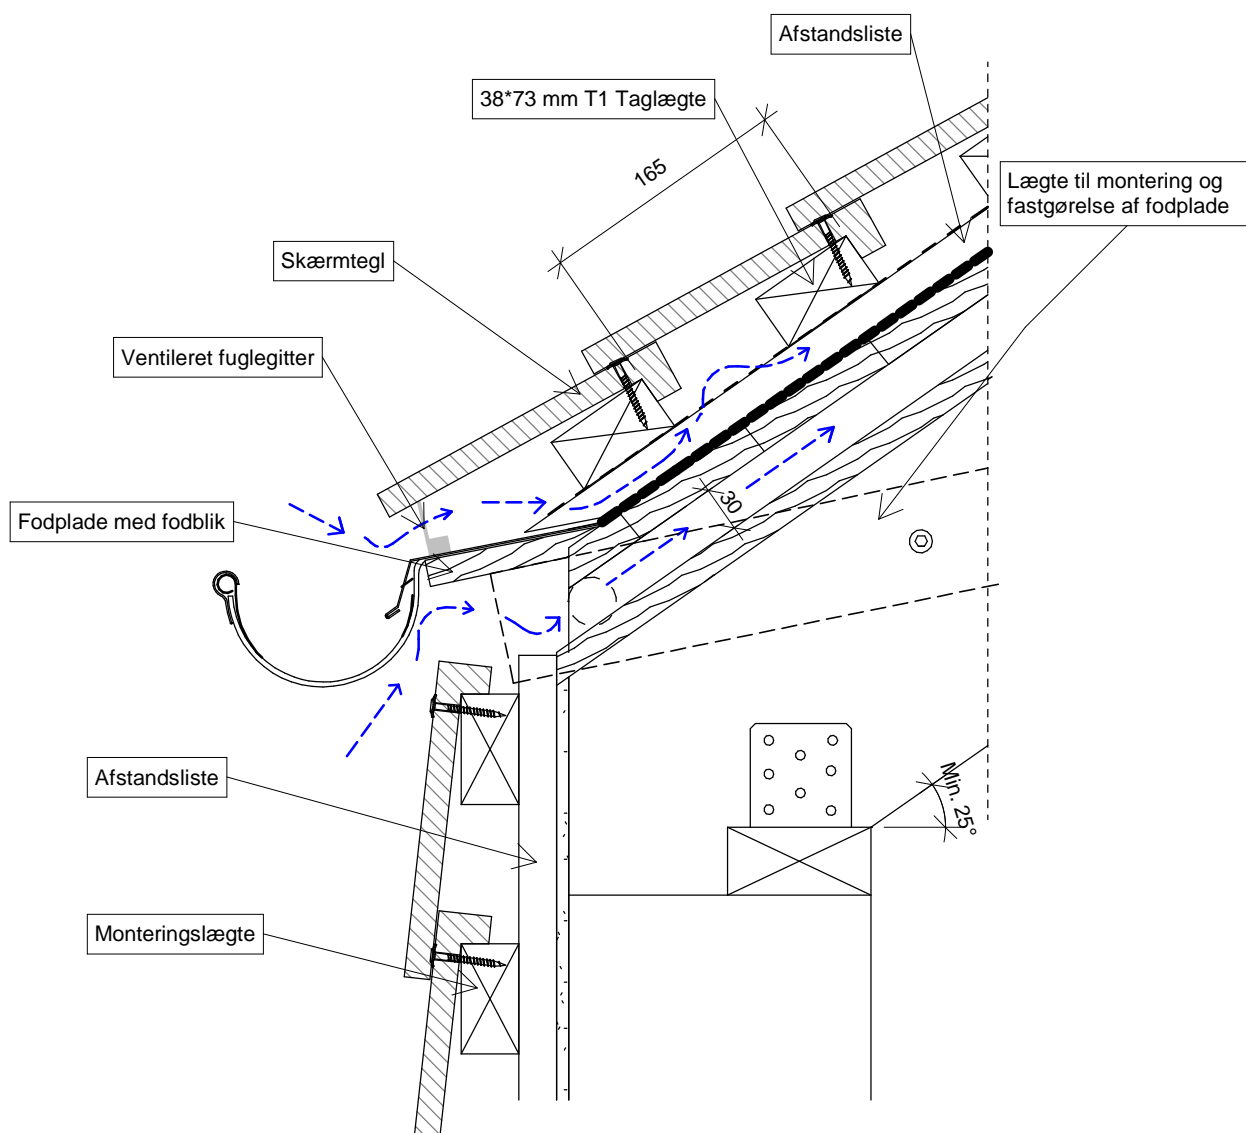 Afstandsliste
38*73 mm T1 Taglægte
165
Lægte til montering og
fastgørelse af fodplade
Skærmtegl
Ventileret fuglegitter
Fodplade med fodblik
30
Afstandsliste
Min. 25°
Monteringslægte